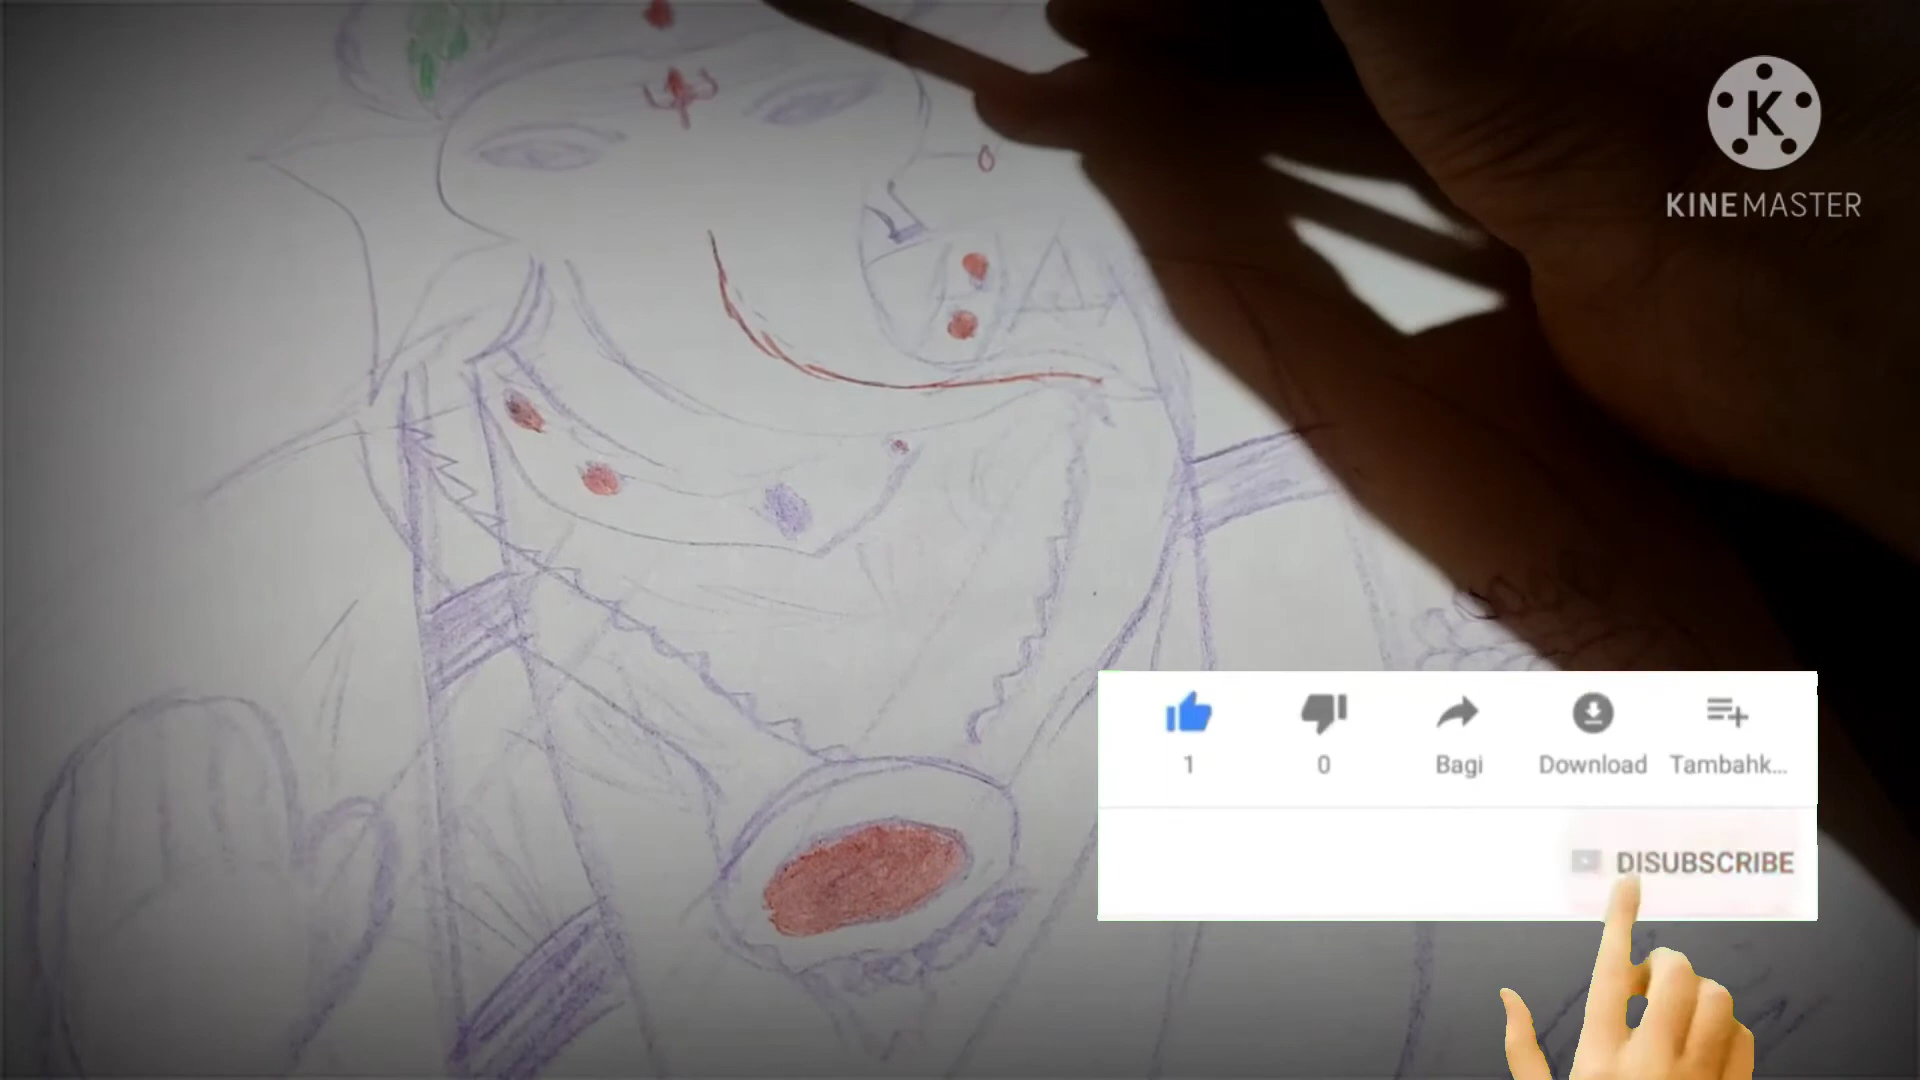 K
KINEMASTER
1
0
Bagi
Download
Tambahk...
DISUBSCRIBE